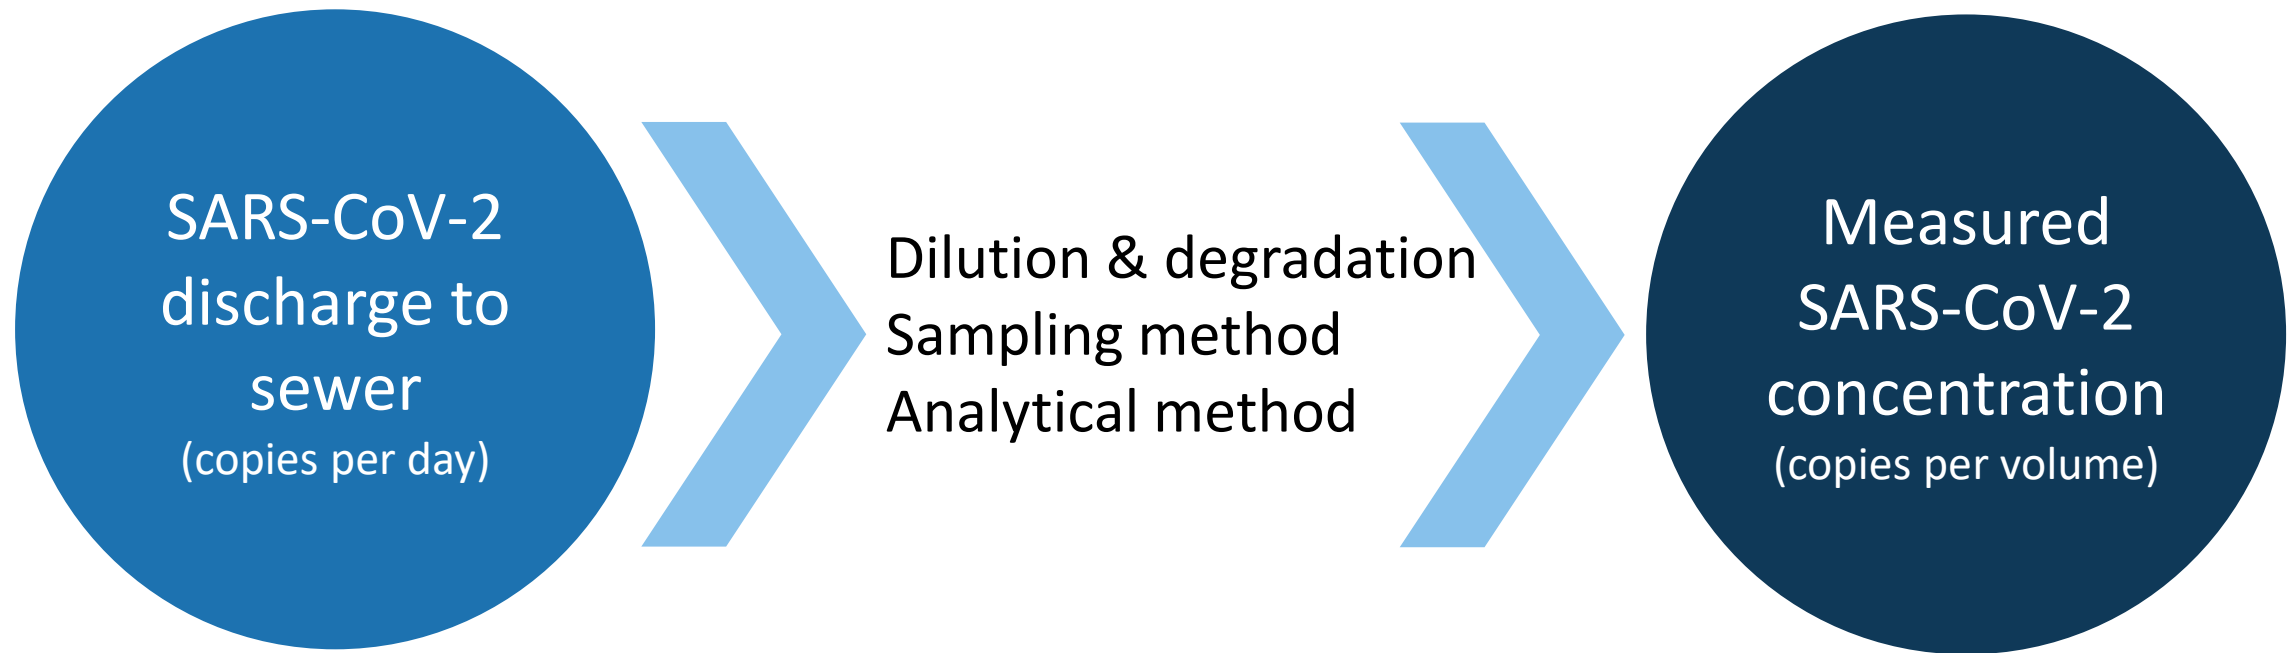 SARS-CoV-2
discharge to
sewer
(copies per day)
Dilution & degradation
Sampling method
Analytical method
Measured
SARS-CoV-2
concentration
(copies per volume)